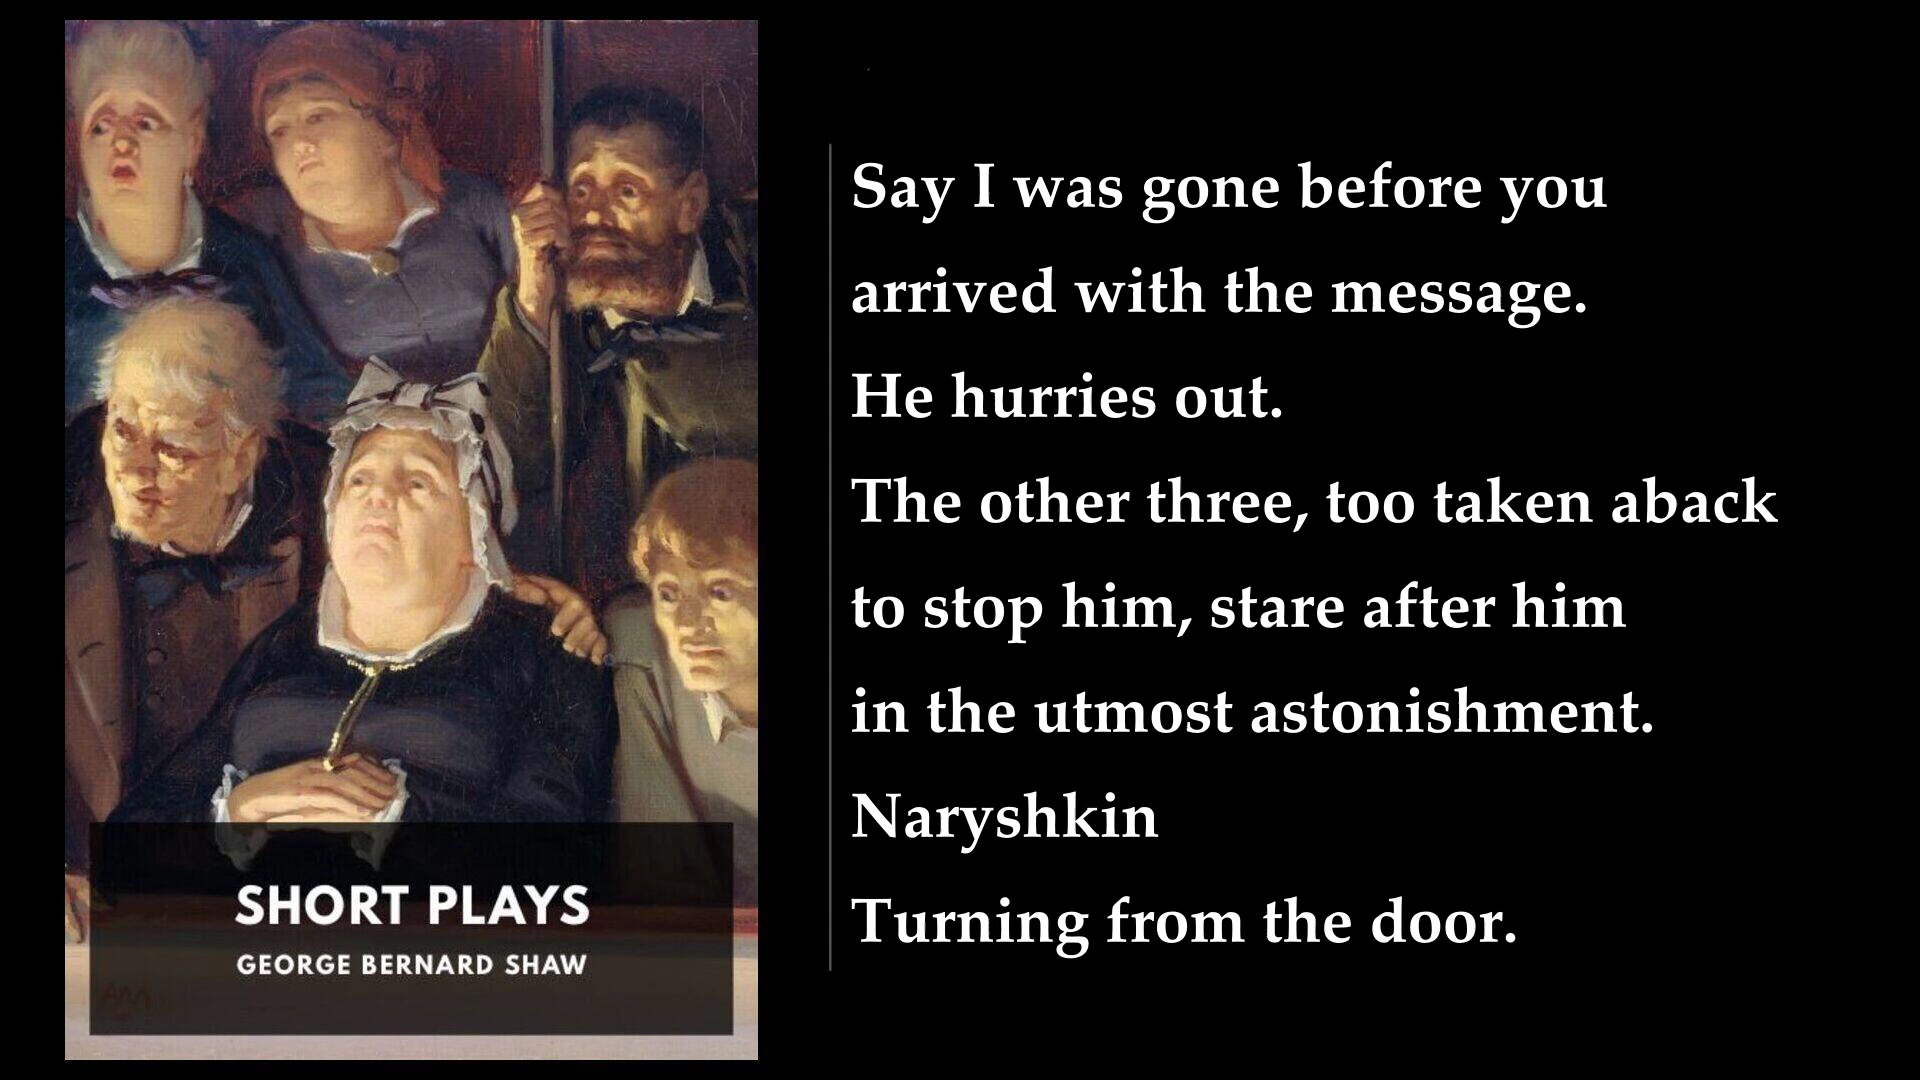 SHORT PLAYS
GEORGE BERNARD SHAW
Say I was gone before you
arrived with the message.
He hurries out.
The other three, too taken aback
to stop him, stare after him
in the utmost astonishment.
Naryshkin
Turning from the door.